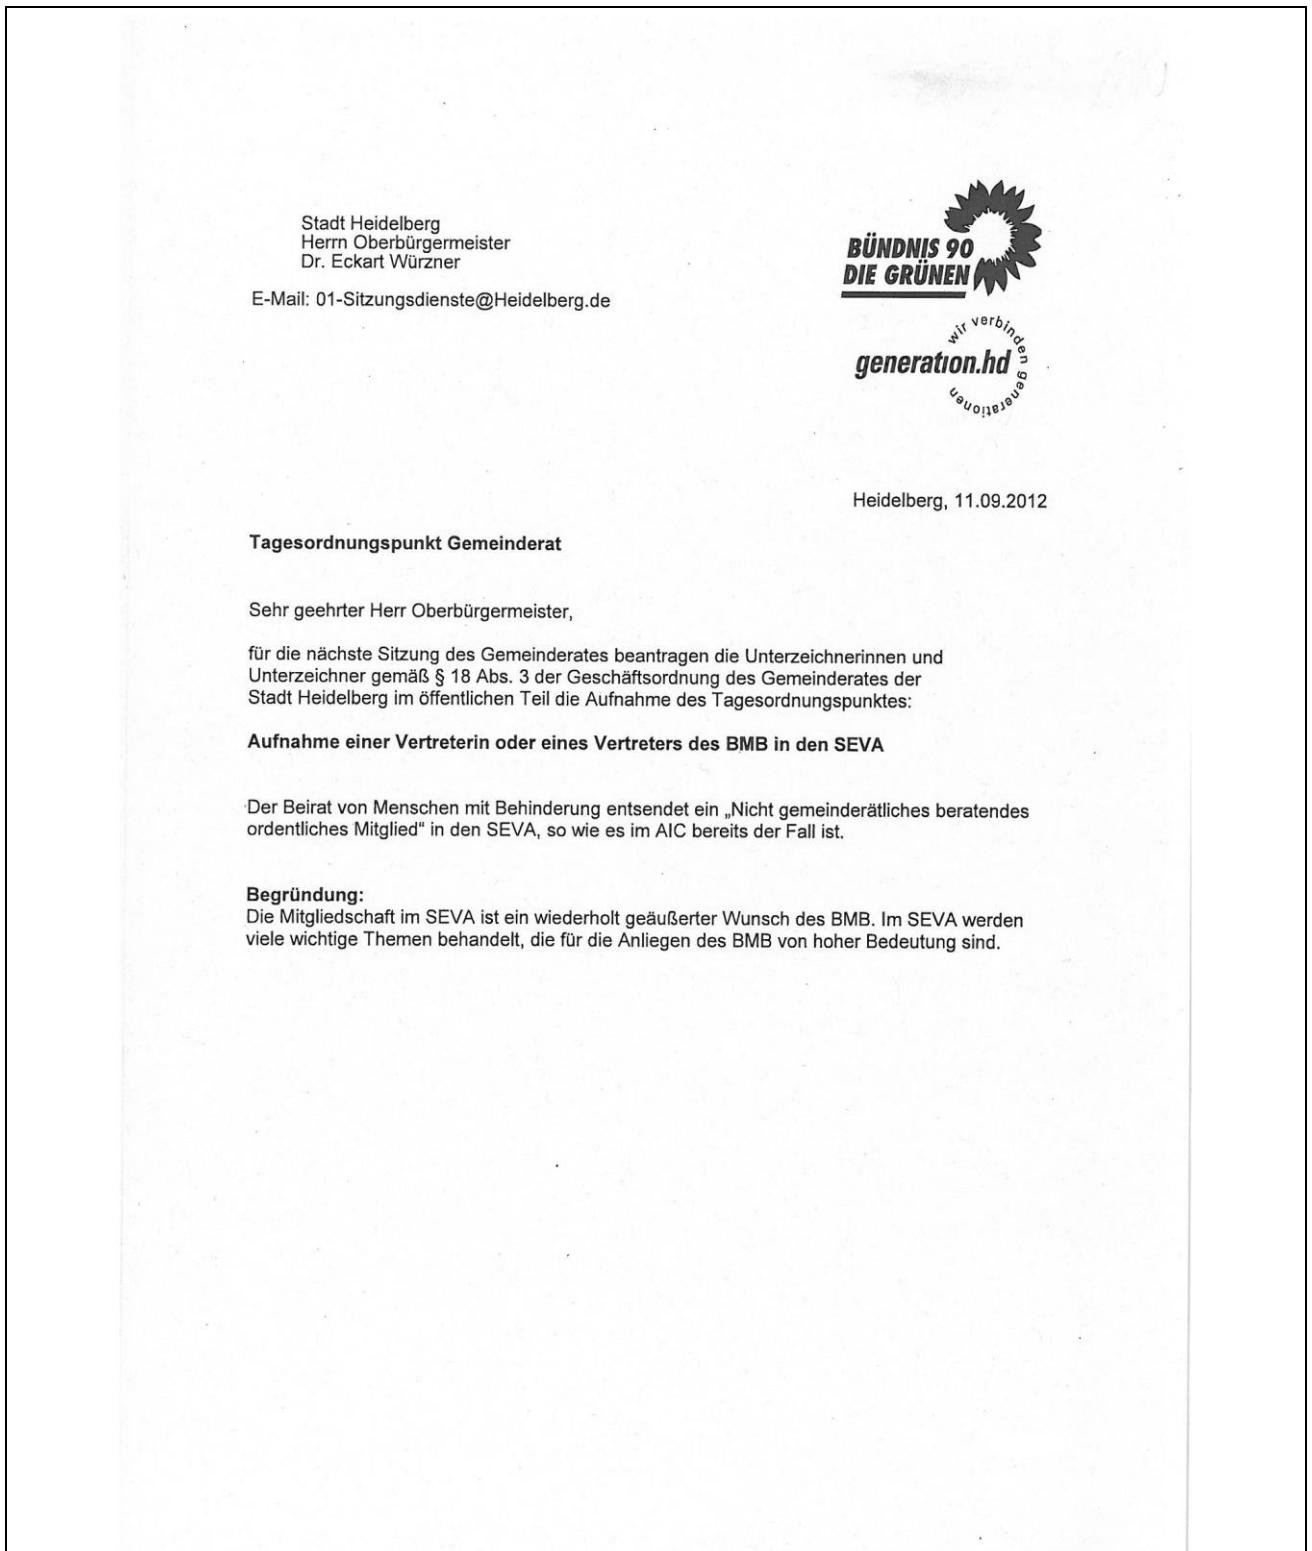 Stadt Heidelberg
Herrn Oberbürgermeister
Dr. Eckart Würzner
E-Mail: 01-Sitzungsdienste@Heidelberg.de
BÜNDNIS 90
DIE GRÜNEN
wir verbinden generationen
generation.hd
Heidelberg, 11.09.2012
Tagesordnungspunkt Gemeinderat
Sehr geehrter Herr Oberbürgermeister,
für die nächste Sitzung des Gemeinderates beantragen die Unterzeichnerinnen und
Unterzeichner gemäß § 18 Abs. 3 der Geschäftsordnung des Gemeinderates der
Stadt Heidelberg im öffentlichen Teil die Aufnahme des Tagesordnungspunktes:
Aufnahme einer Vertreterin oder eines Vertreters des BMB in den SEVA
Der Beirat von Menschen mit Behinderung entsendet ein „Nicht gemeinderätliches beratendes
ordentliches Mitglied“ in den SEVA, so wie es im AIC bereits der Fall ist.
Begründung:
Die Mitgliedschaft im SEVA ist ein wiederholt geäußerter Wunsch des BMB. Im SEVA werden
viele wichtige Themen behandelt, die für die Anliegen des BMB von hoher Bedeutung sind.